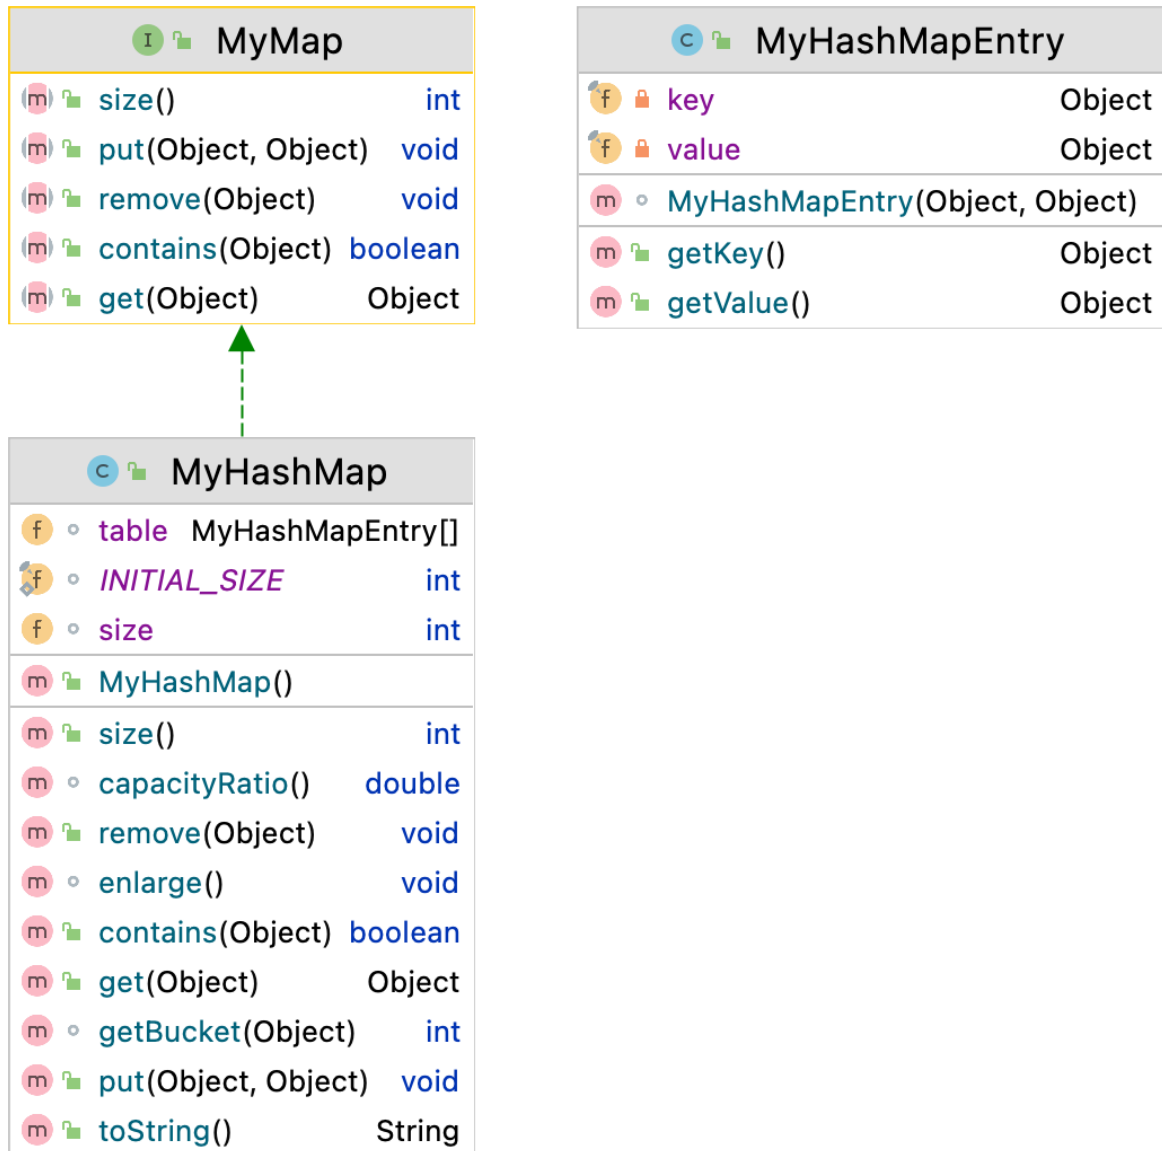 I MyMap
m size() int
m put(Object, Object) void
m remove(Object) void
m contains(Object) boolean
m get(Object) Object
C MyHashMapEntry
f key Object
f value Object
m MyHashMapEntry(Object, Object)
m getKey() Object
m getValue() Object
C MyHashMap
f table MyHashMapEntry[]
f INITIAL_SIZE int
f size int
m MyHashMap()
m size() int
m capacityRatio() double
m remove(Object) void
m enlarge() void
m contains(Object) boolean
m get(Object) Object
m getBucket(Object) int
m put(Object, Object) void
m toString() String